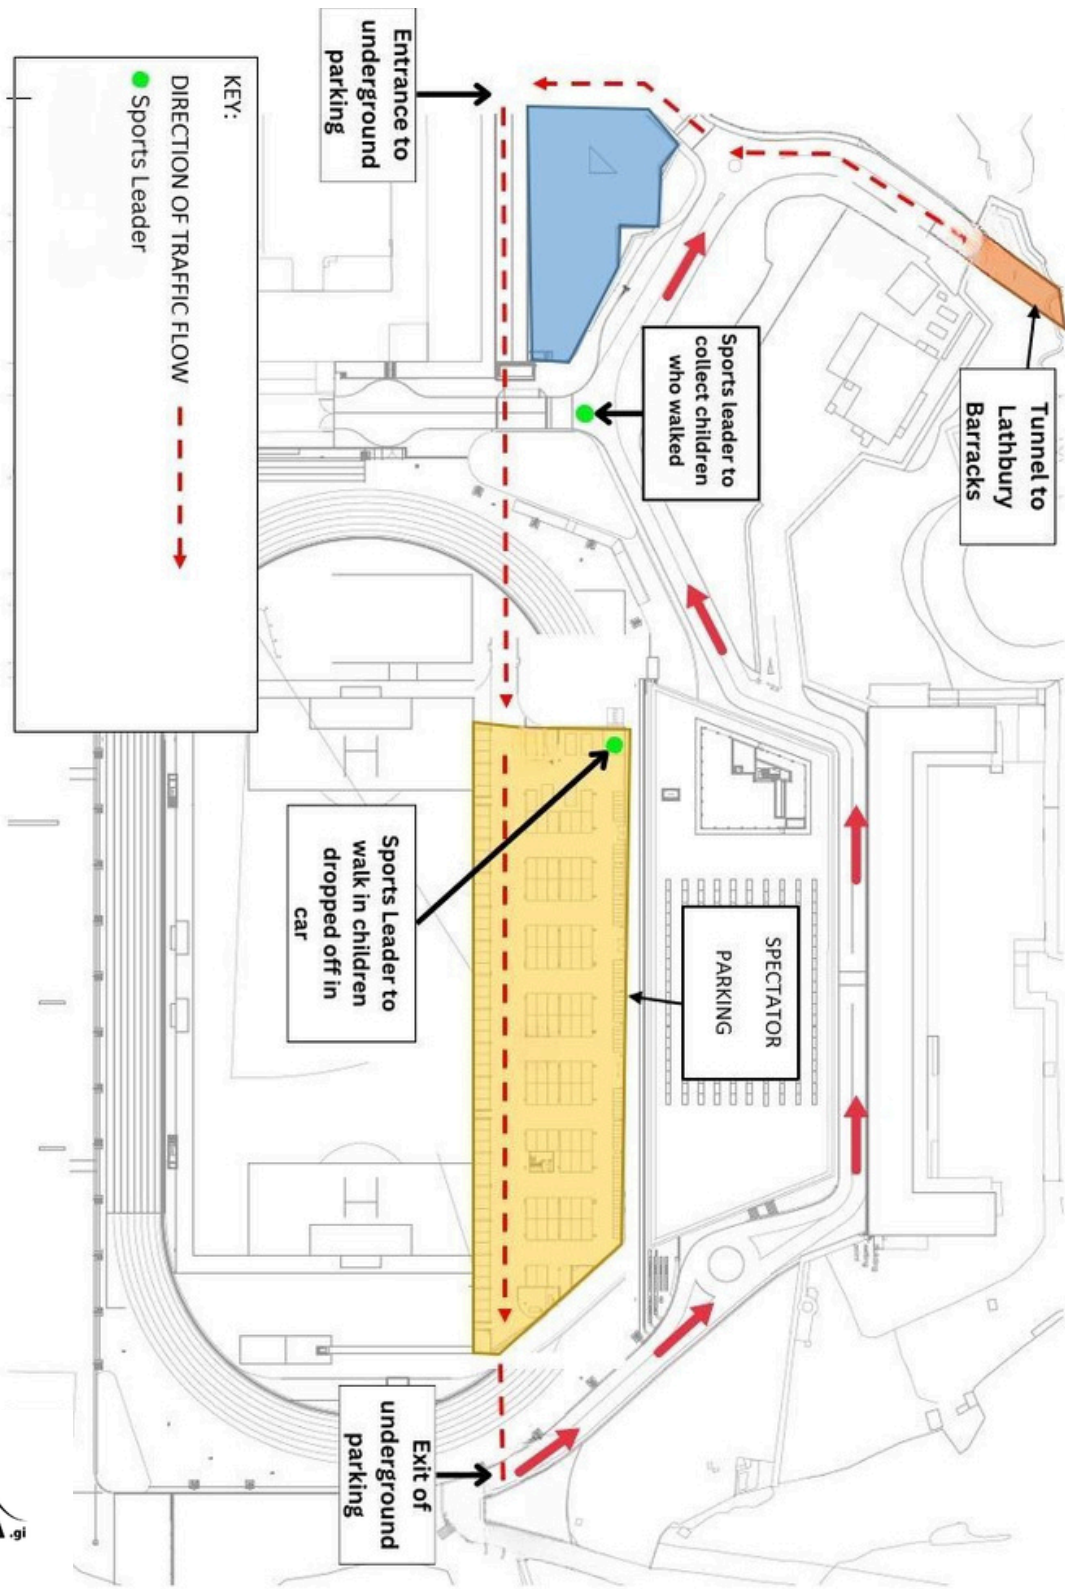 KEY:
DIRECTION OF TRAFFIC FLOW
Sports Leader
Entrance to
underground
parking
Tunnel to
Lathbury
Barracks
Sports leader to
collect children
who walked
SPECTATOR
PARKING
Sports Leader to
walk in children
dropped off in
car
Exit of
underground
parking
.gi